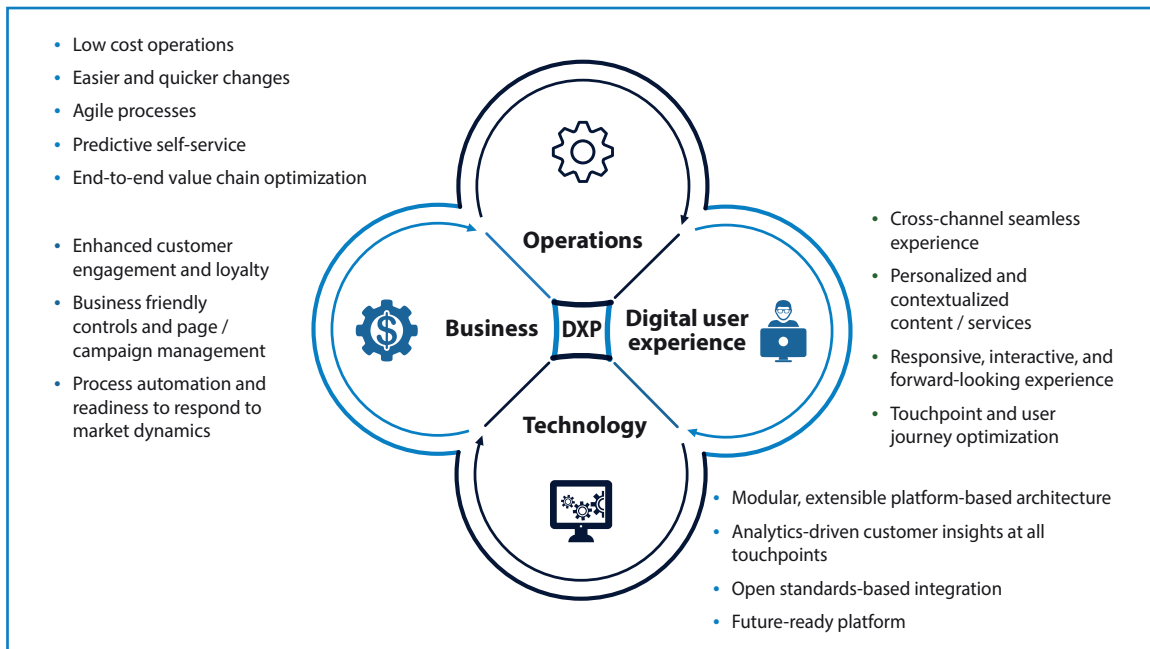 • Low cost operations
• Easier and quicker changes
• Agile processes
• Predictive self-service
• End-to-end value chain optimization
• Enhanced customer
engagement and loyalty
• Business friendly
controls and page /
campaign management
• Process automation and
readiness to respond to
market dynamics
Operations
Business
$
DXP
Digital user
experience
Technology
• Cross-channel seamless
experience
• Personalized and
contextualized
content / services
• Responsive, interactive, and
forward-looking experience
• Touchpoint and user
journey optimization
• Modular, extensible platform-based architecture
• Analytics-driven customer insights at all
touchpoints
• Open standards-based integration
• Future-ready platform